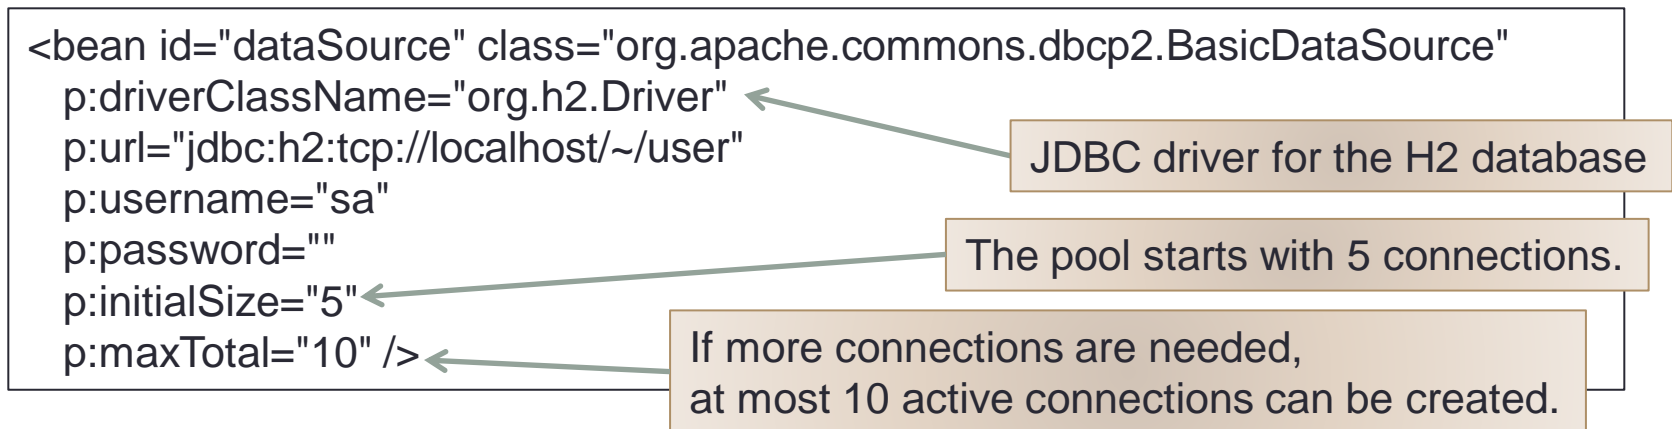 <bean id="dataSource" class="org.apache.commons.dbcp2.BasicDataSource"
p:driverClassName="org.h2.Driver"
p:url="jdbc:h2:tcp://localhost/~/user"
p:username="sa"
p:password=""
p:initialSize="5"
p:maxTotal="10" />
JDBC driver for the H2 database
The pool starts with 5 connections.
If more connections are needed,
at most 10 active connections can be created.